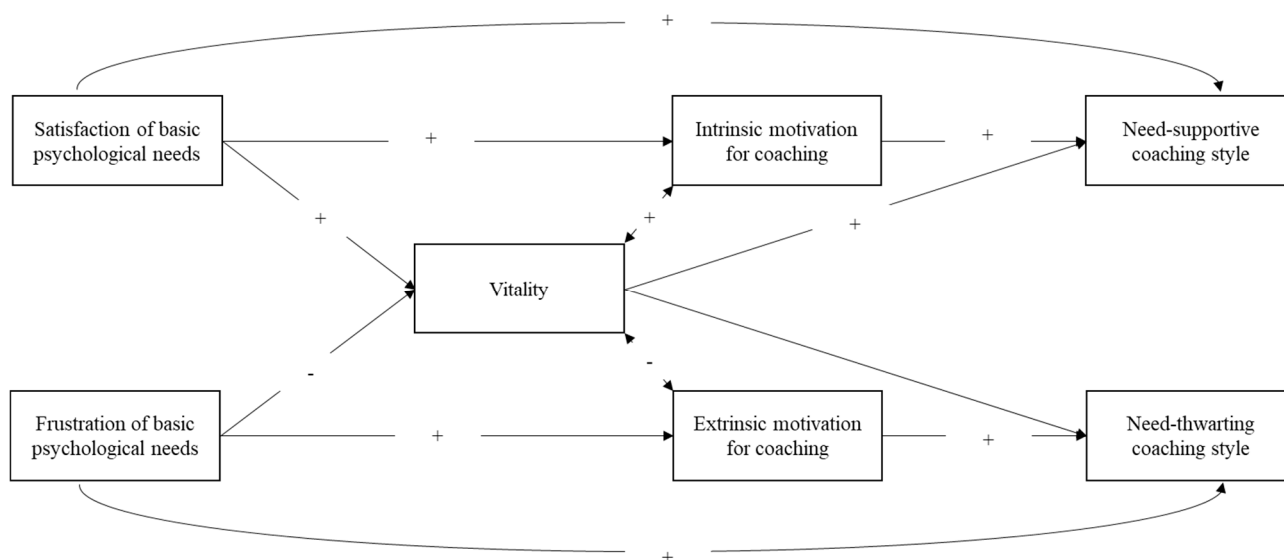 +
Satisfaction of basic
psychological needs
+
Intrinsic motivation
for coaching
+
Need-supportive
coaching style
+
+
+
Vitality
-
-
Frustration of basic
psychological needs
+
Extrinsic motivation
for coaching
+
Need-thwarting
coaching style
+